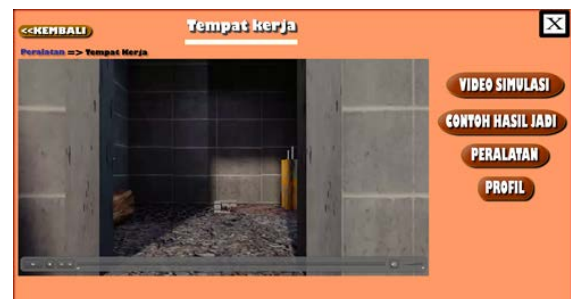 Tempat kerja
X
<<KEMBALI
Peralatan => Tempat Kerja
VIDEO SIMULASI
CONTOH HASIL JADI
PERALATAN
PROFIL